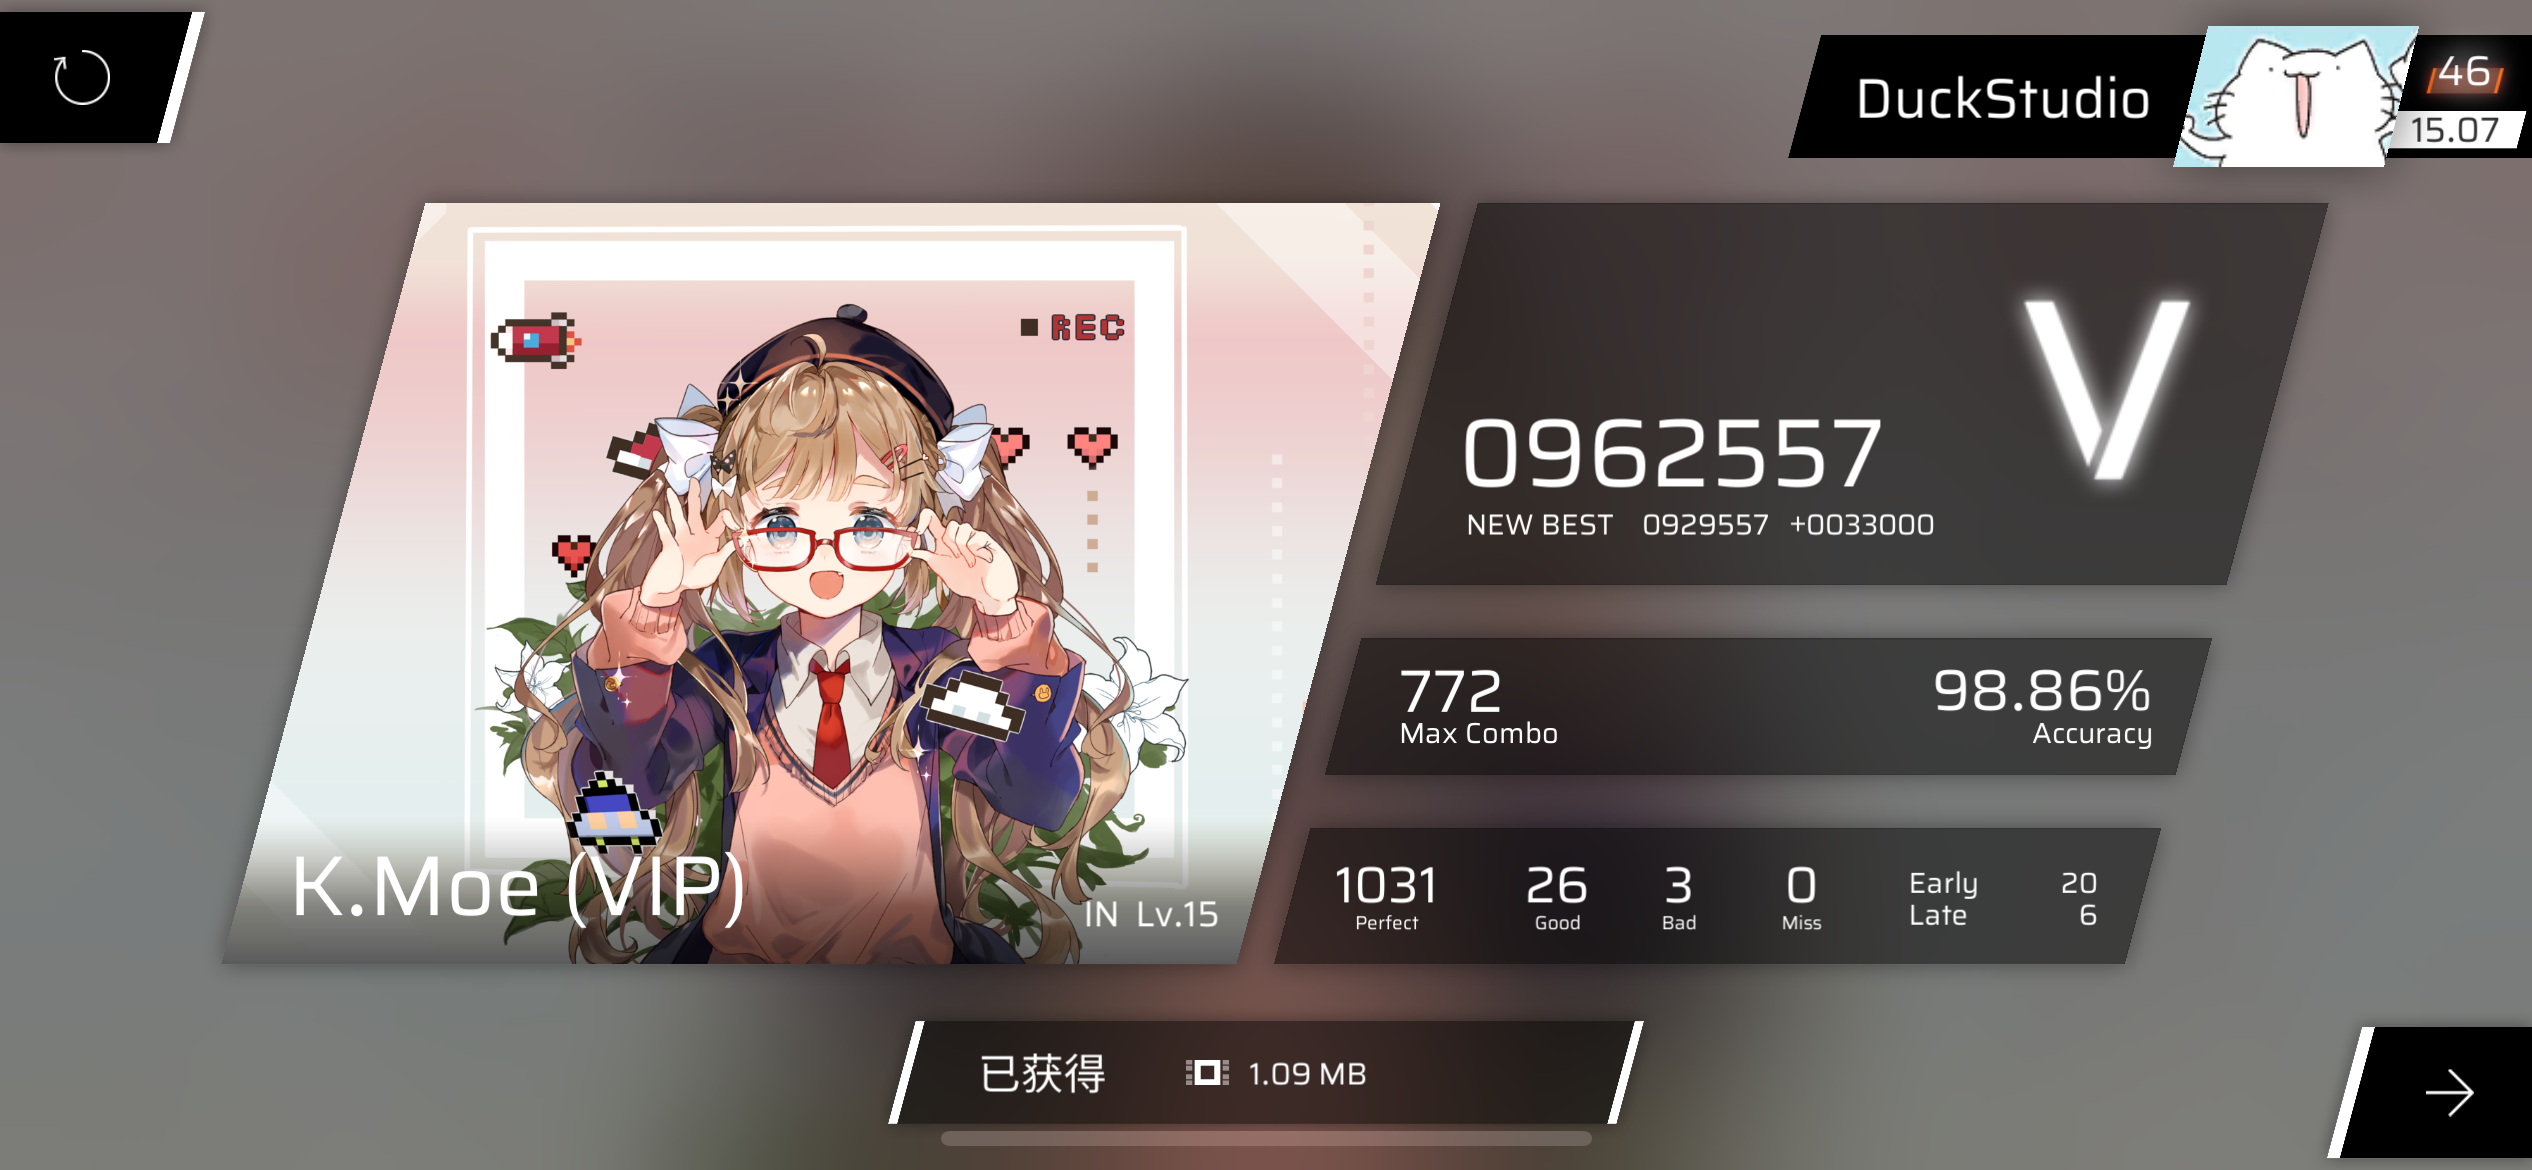 DuckStudio
46
15.07
REC
K.Moe (VIP)
IN Lv.15
0962557
V
NEW BEST 0929557 +0033000
772
Max Combo
98.86%
Accuracy
1031
Perfect
26
Good
3
Bad
0
Miss
Early 20
Late 6
已获得 1.09 MB